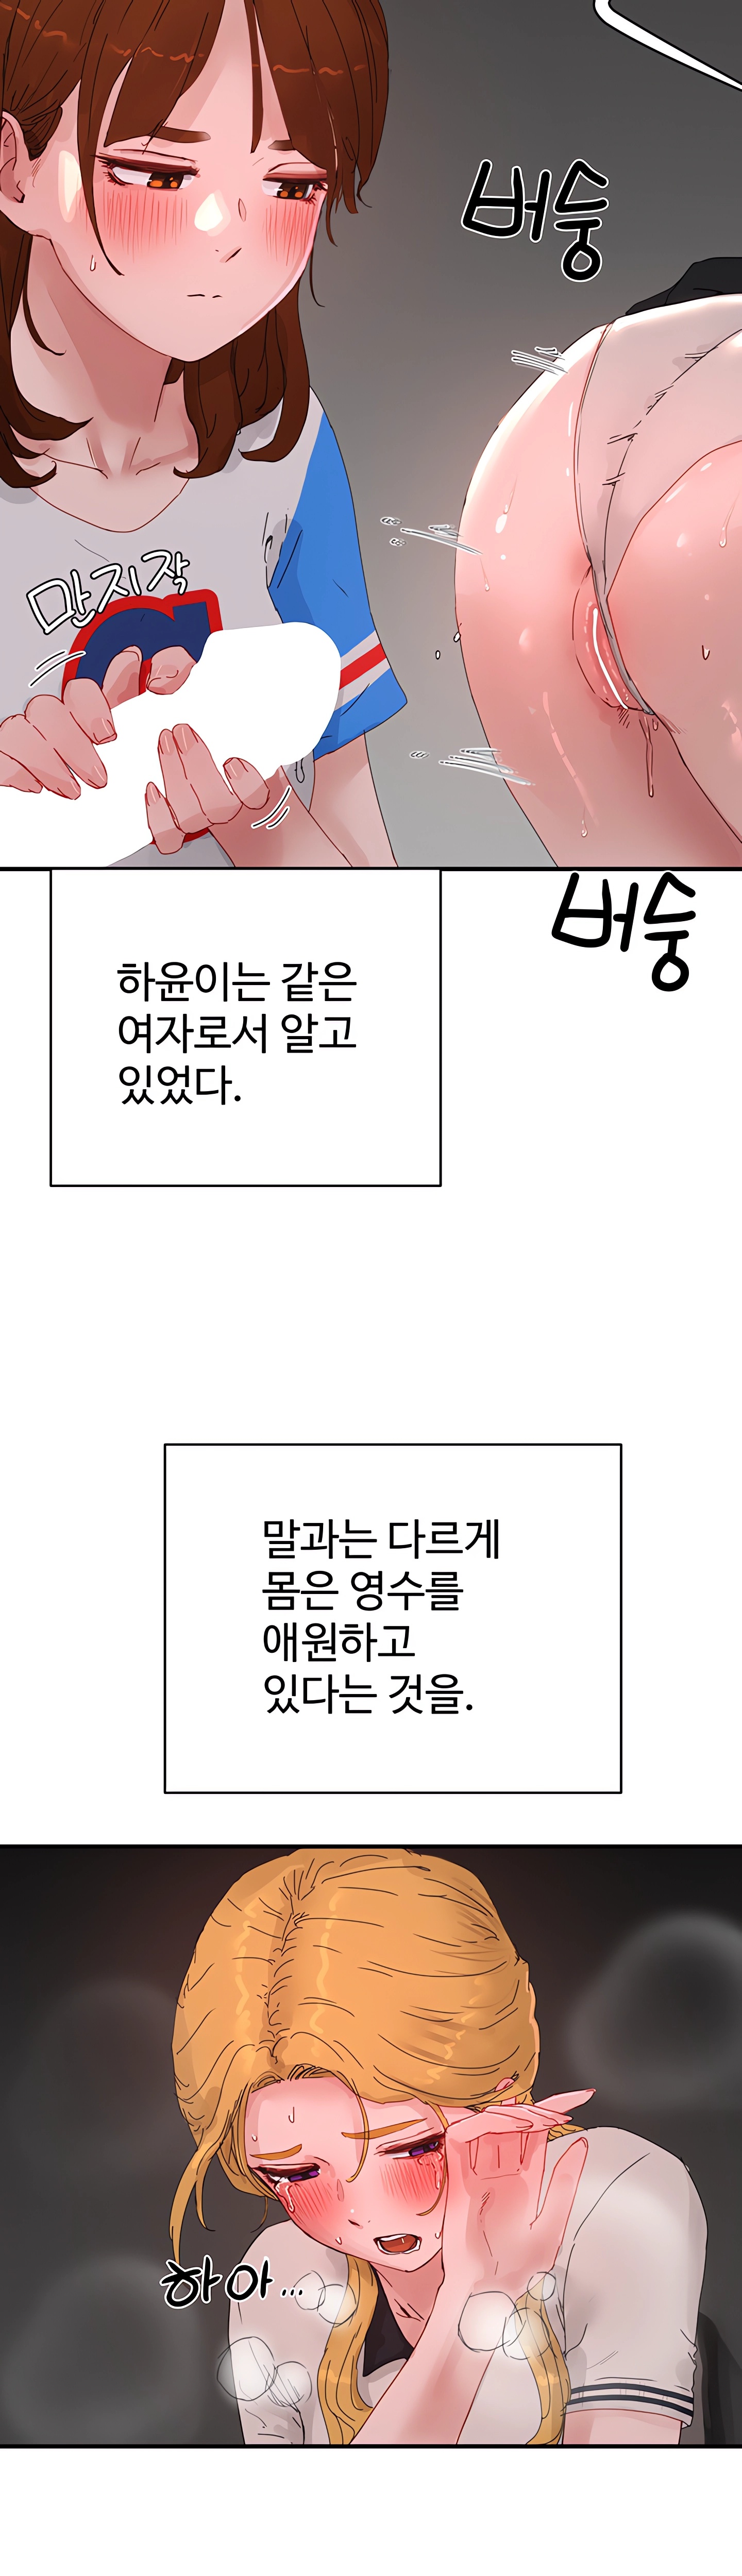 버둥
만지작
버둥
하윤이는 같은
여자로서 알고
있었다.
말과는 다르게
몸은 영수를
애원하고
있다는 것을.
하아...